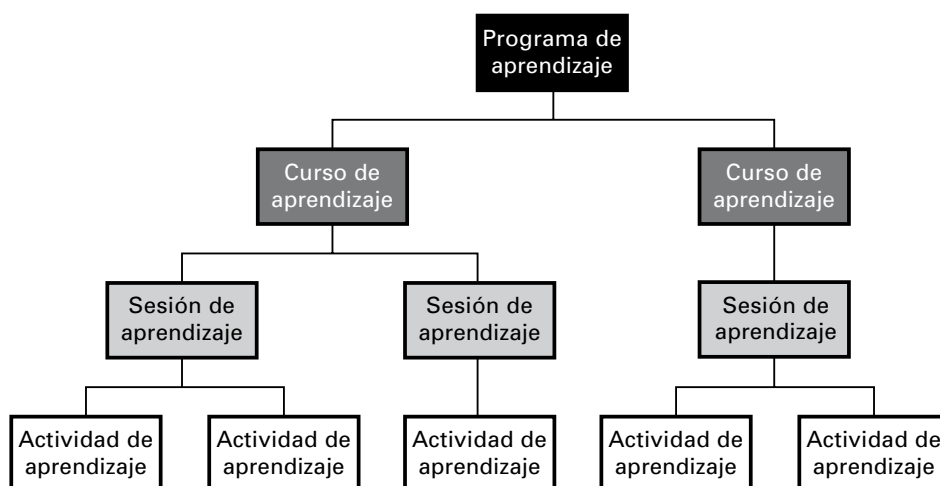 Programa de
aprendizaje
Curso de
aprendizaje
Curso de
aprendizaje
Sesión de
aprendizaje
Sesión de
aprendizaje
Sesión de
aprendizaje
Actividad de
aprendizaje
Actividad de
aprendizaje
Actividad de
aprendizaje
Actividad de
aprendizaje
Actividad de
aprendizaje